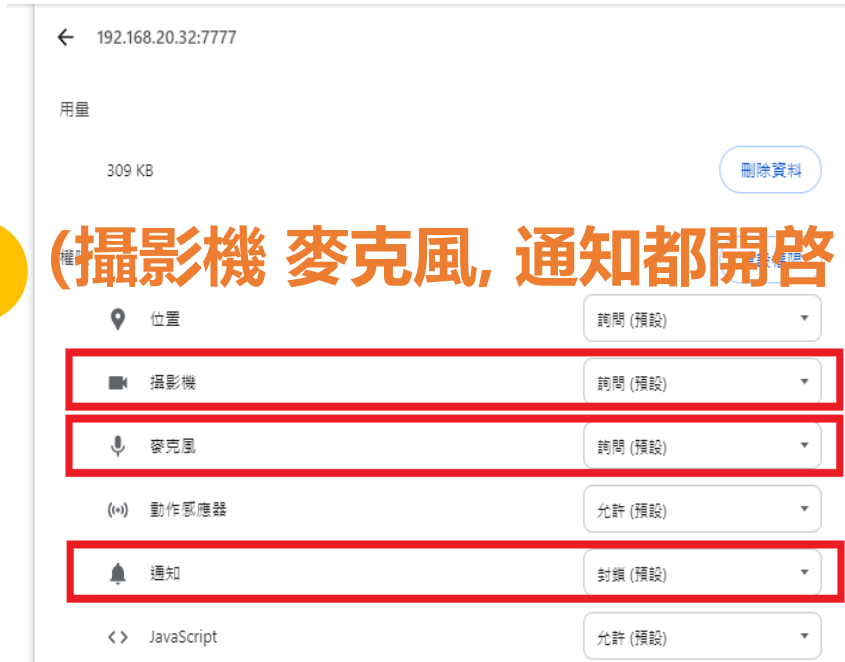 192.168.20.32:7777
用量
309 KB
刪除資料
(攝影機 麥克風, 通知都開啓
位置
詢問 (預設)
攝影機
詢問 (預設)
麥克風
詢問 (預設)
動作感應器
允許 (預設)
通知
封鎖 (預設)
JavaScript
允許 (預設)